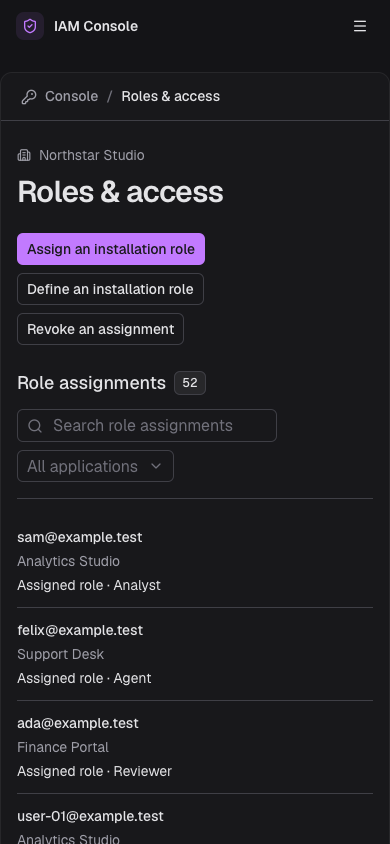 IAM Console
Console / Roles & access
Northstar Studio
Roles & access
Assign an installation role
Define an installation role
Revoke an assignment
Role assignments 52
Search role assignments
All applications
sam@example.test
Analytics Studio
Assigned role · Analyst
felix@example.test
Support Desk
Assigned role · Agent
ada@example.test
Finance Portal
Assigned role · Reviewer
user-01@example.test
Analytics Studio